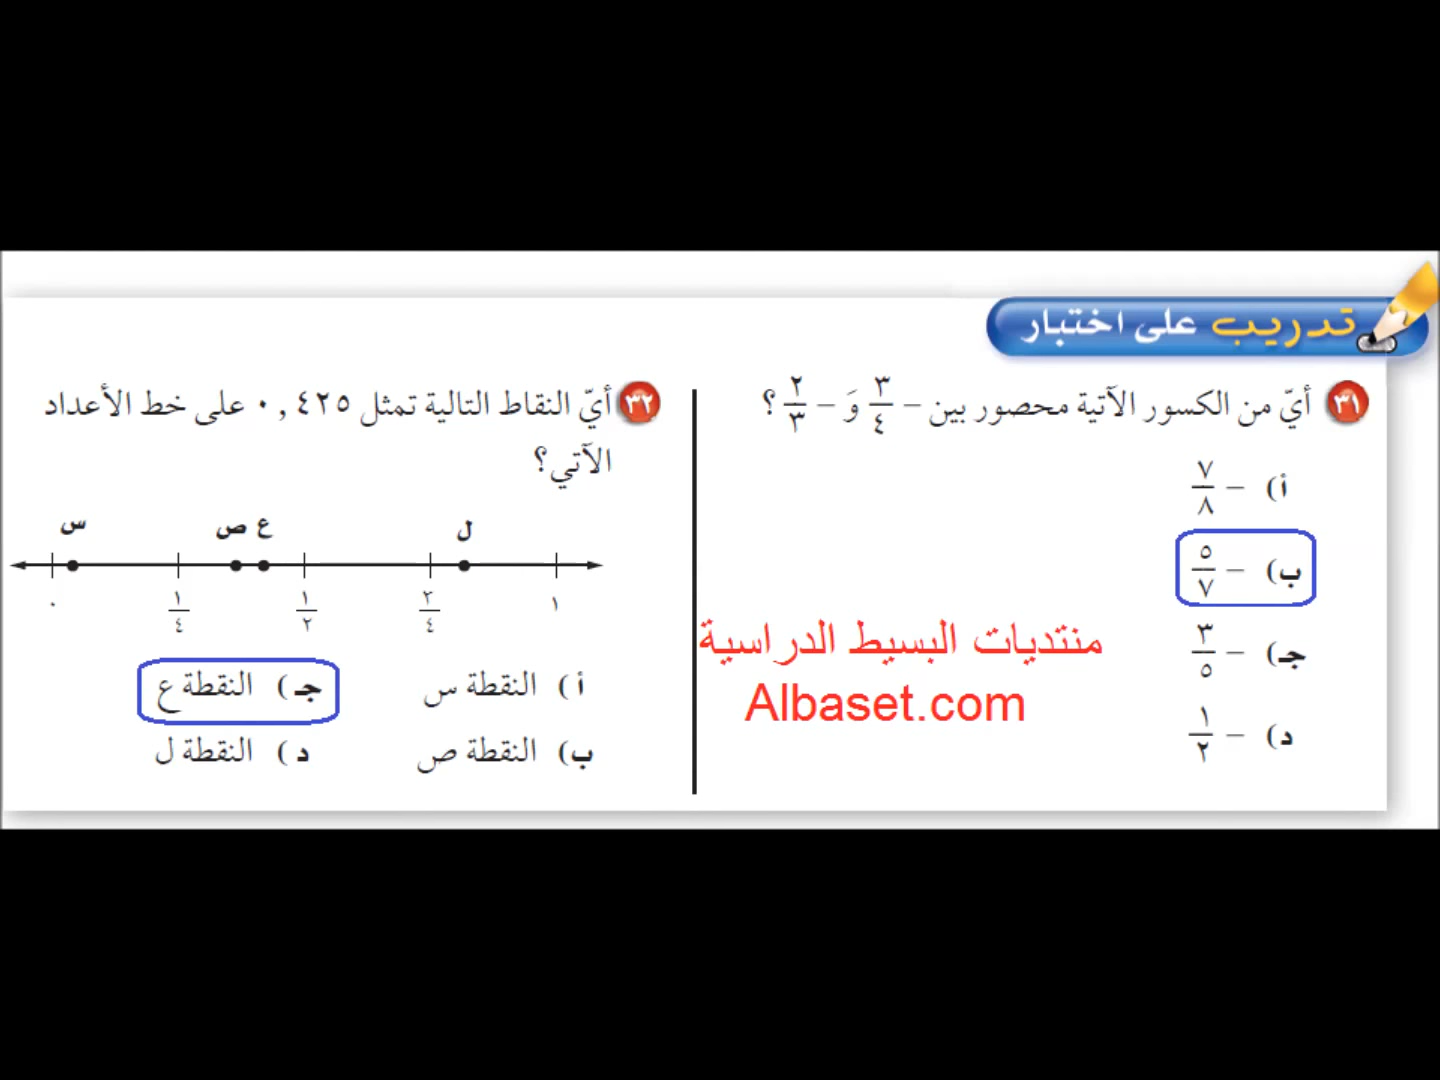 تدريب على اختبار
٣١ أيّ من الكسور الآتية محصور بين − ٣/٤ وَ − ٢/٣ ؟
أ) − ٧/٨
ب) − ٥/٧
جـ) − ٣/٥
د) − ١/٢
منتديات البسيط الدراسية
Albaset.com
٣٢ أيّ النقاط التالية تمثل ٠,٤٢٥ على خط الأعداد
الآتي؟
س ص ع ل
٠ ١/٤ ١/٢ ٣/٤ ١
أ) النقطة س جـ) النقطة ع
ب) النقطة ص د) النقطة ل